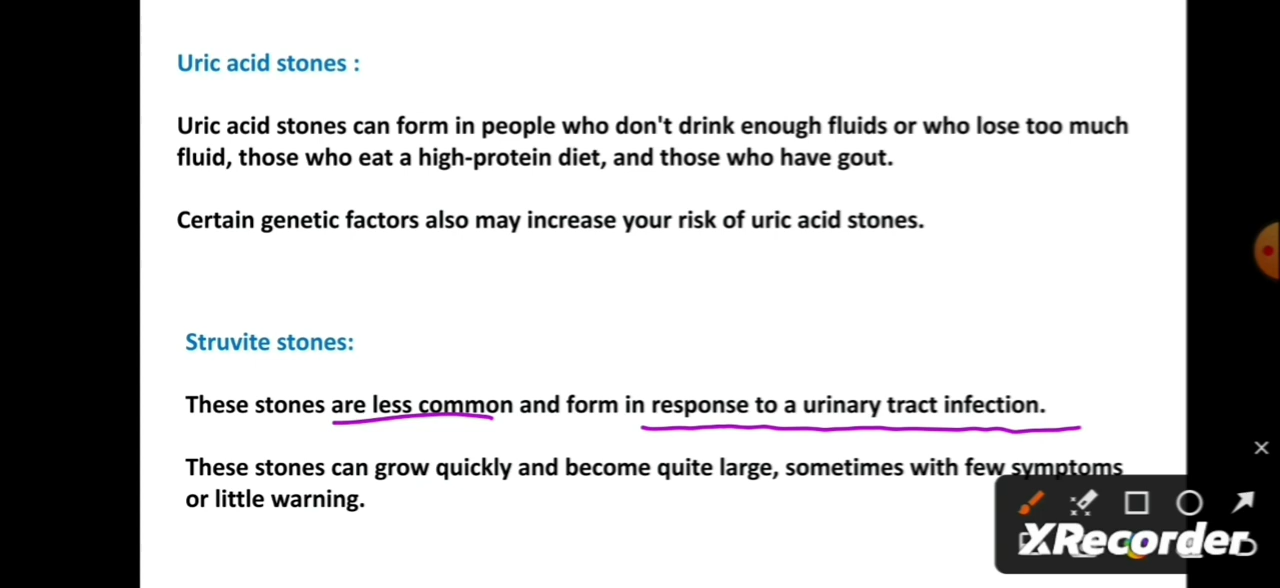 Uric acid stones :
Uric acid stones can form in people who don't drink enough fluids or who lose too much
fluid, those who eat a high-protein diet, and those who have gout.
Certain genetic factors also may increase your risk of uric acid stones.
Struvite stones:
These stones are less common and form in response to a urinary tract infection.
These stones can grow quickly and become quite large, sometimes with few symptoms
or little warning.
XRecorder